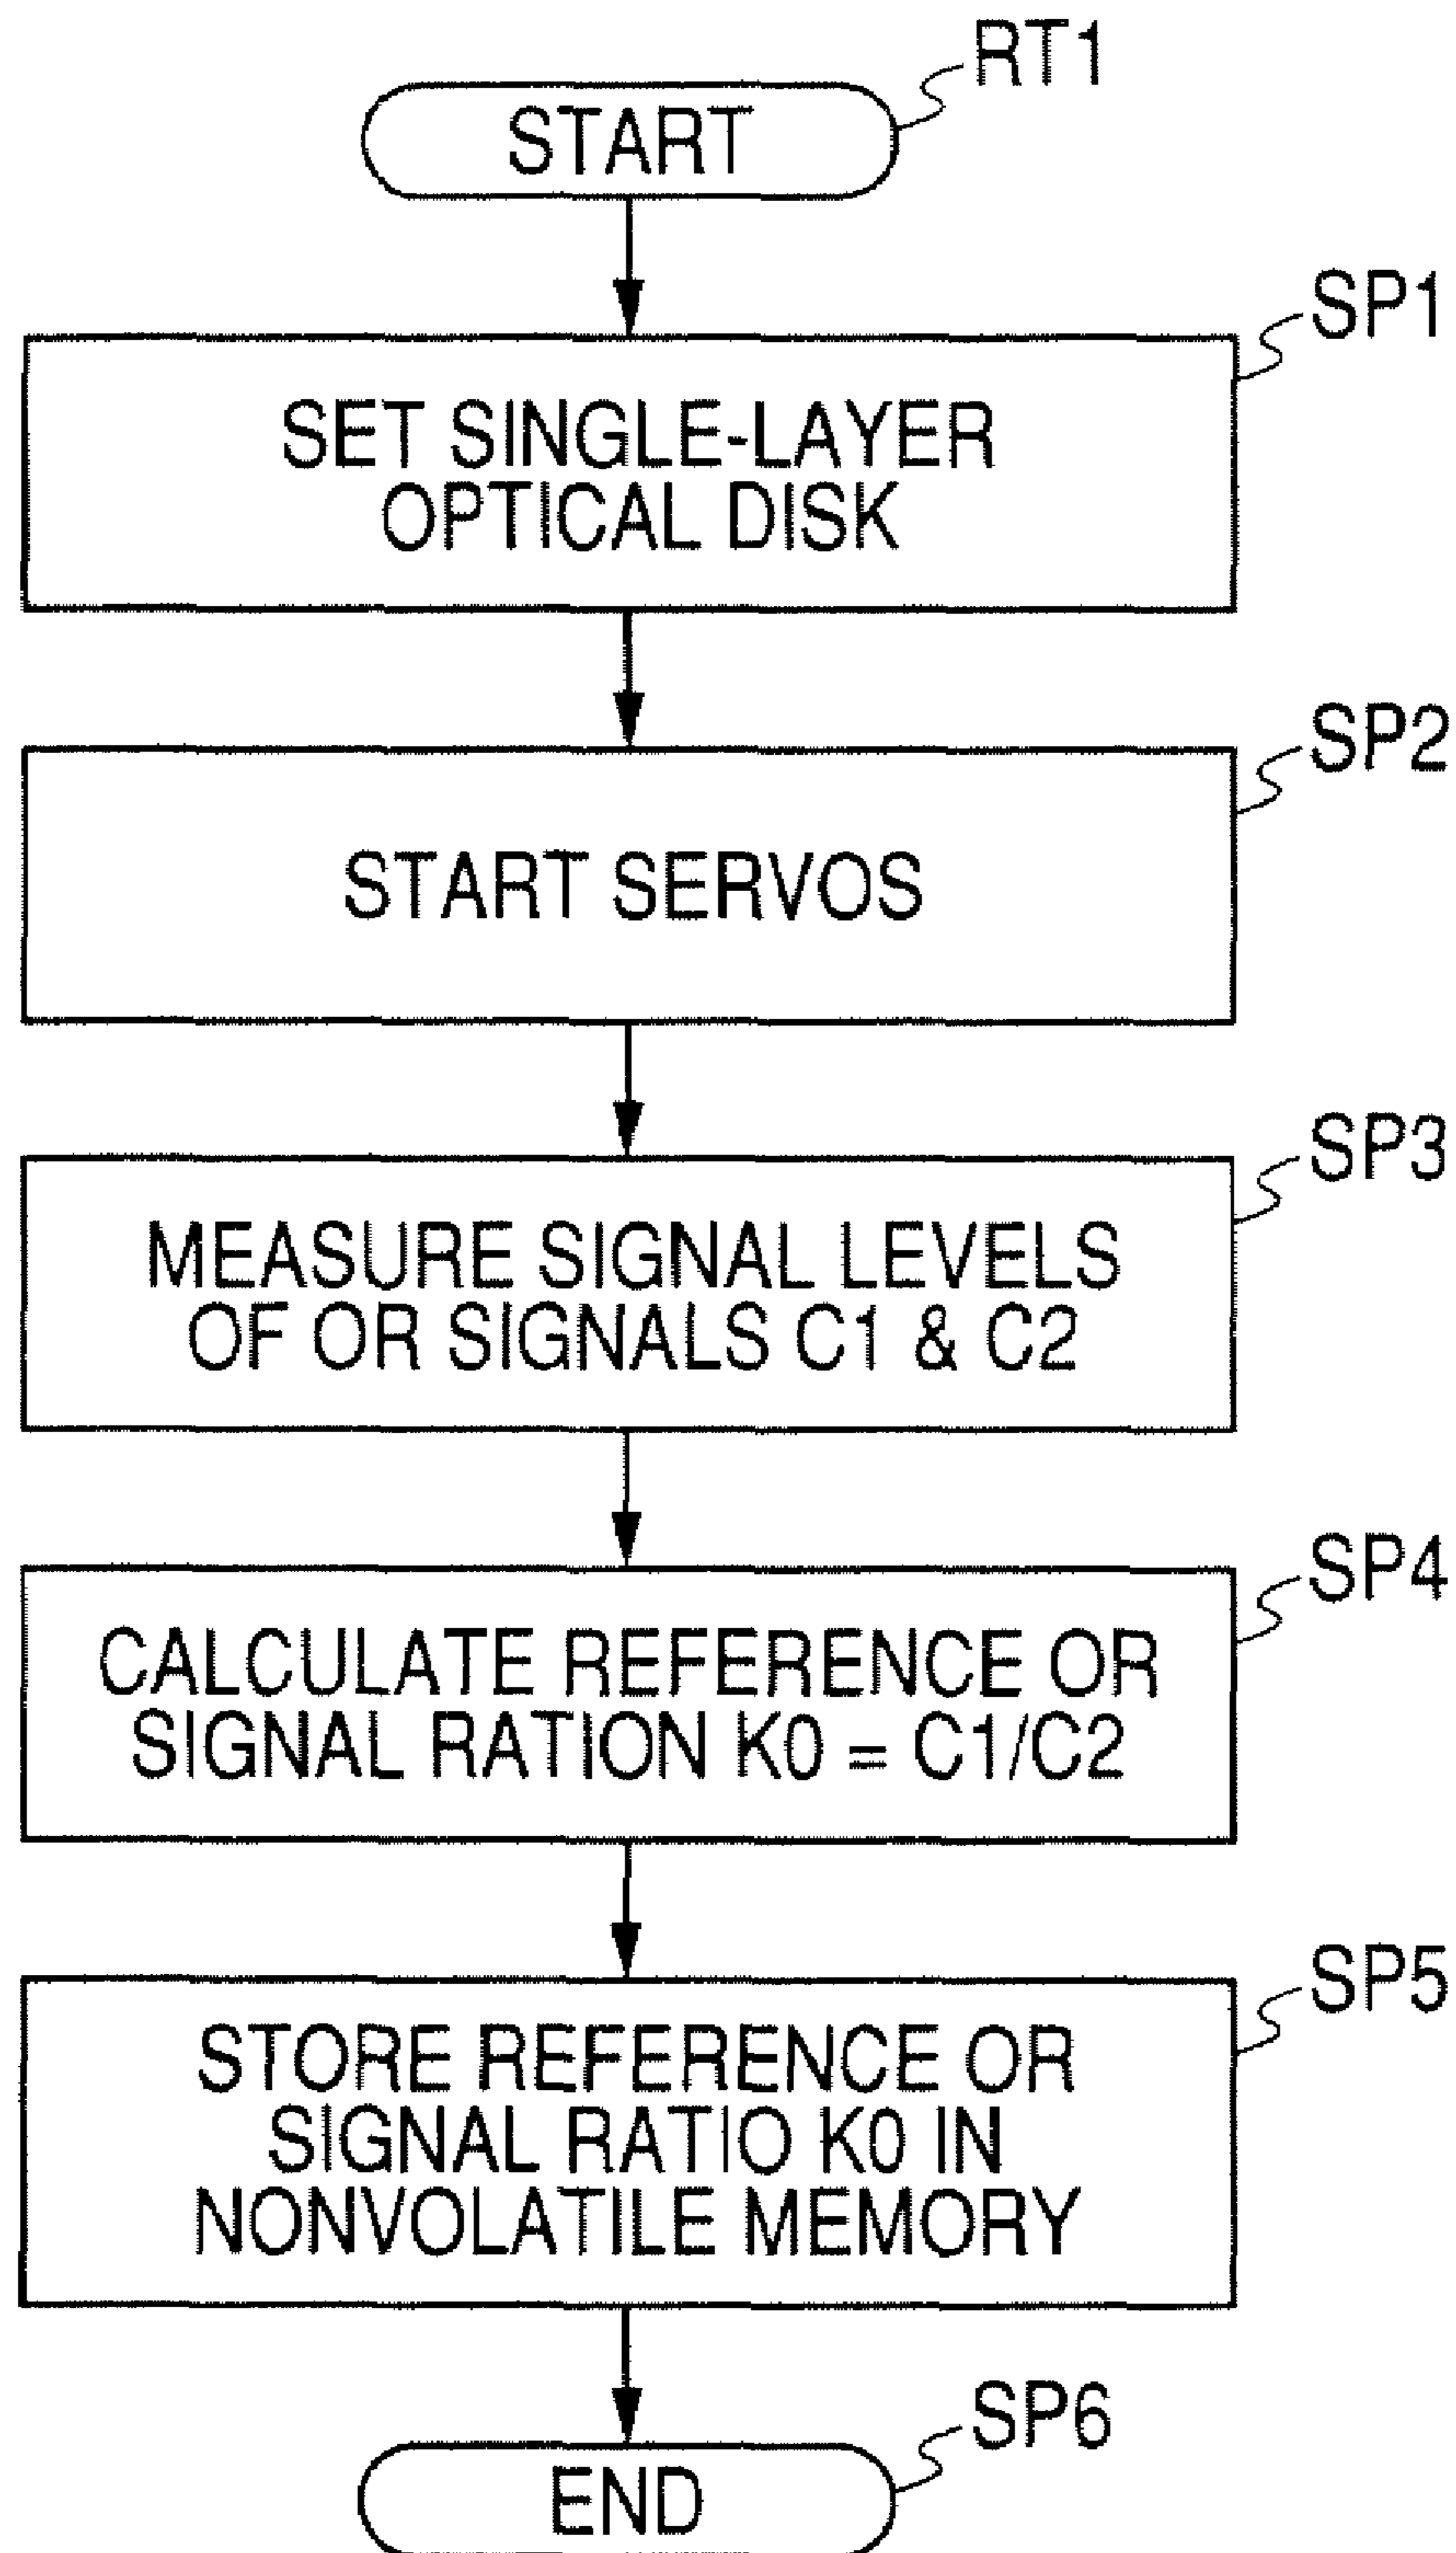 RT1
START
SP1
SET SINGLE-LAYER
OPTICAL DISK
SP2
START SERVOS
SP3
MEASURE SIGNAL LEVELS
OF OR SIGNALS C1 & C2
SP4
CALCULATE REFERENCE OR
SIGNAL RATION K0 = C1/C2
SP5
STORE REFERENCE OR
SIGNAL RATIO K0 IN
NONVOLATILE MEMORY
SP6
END